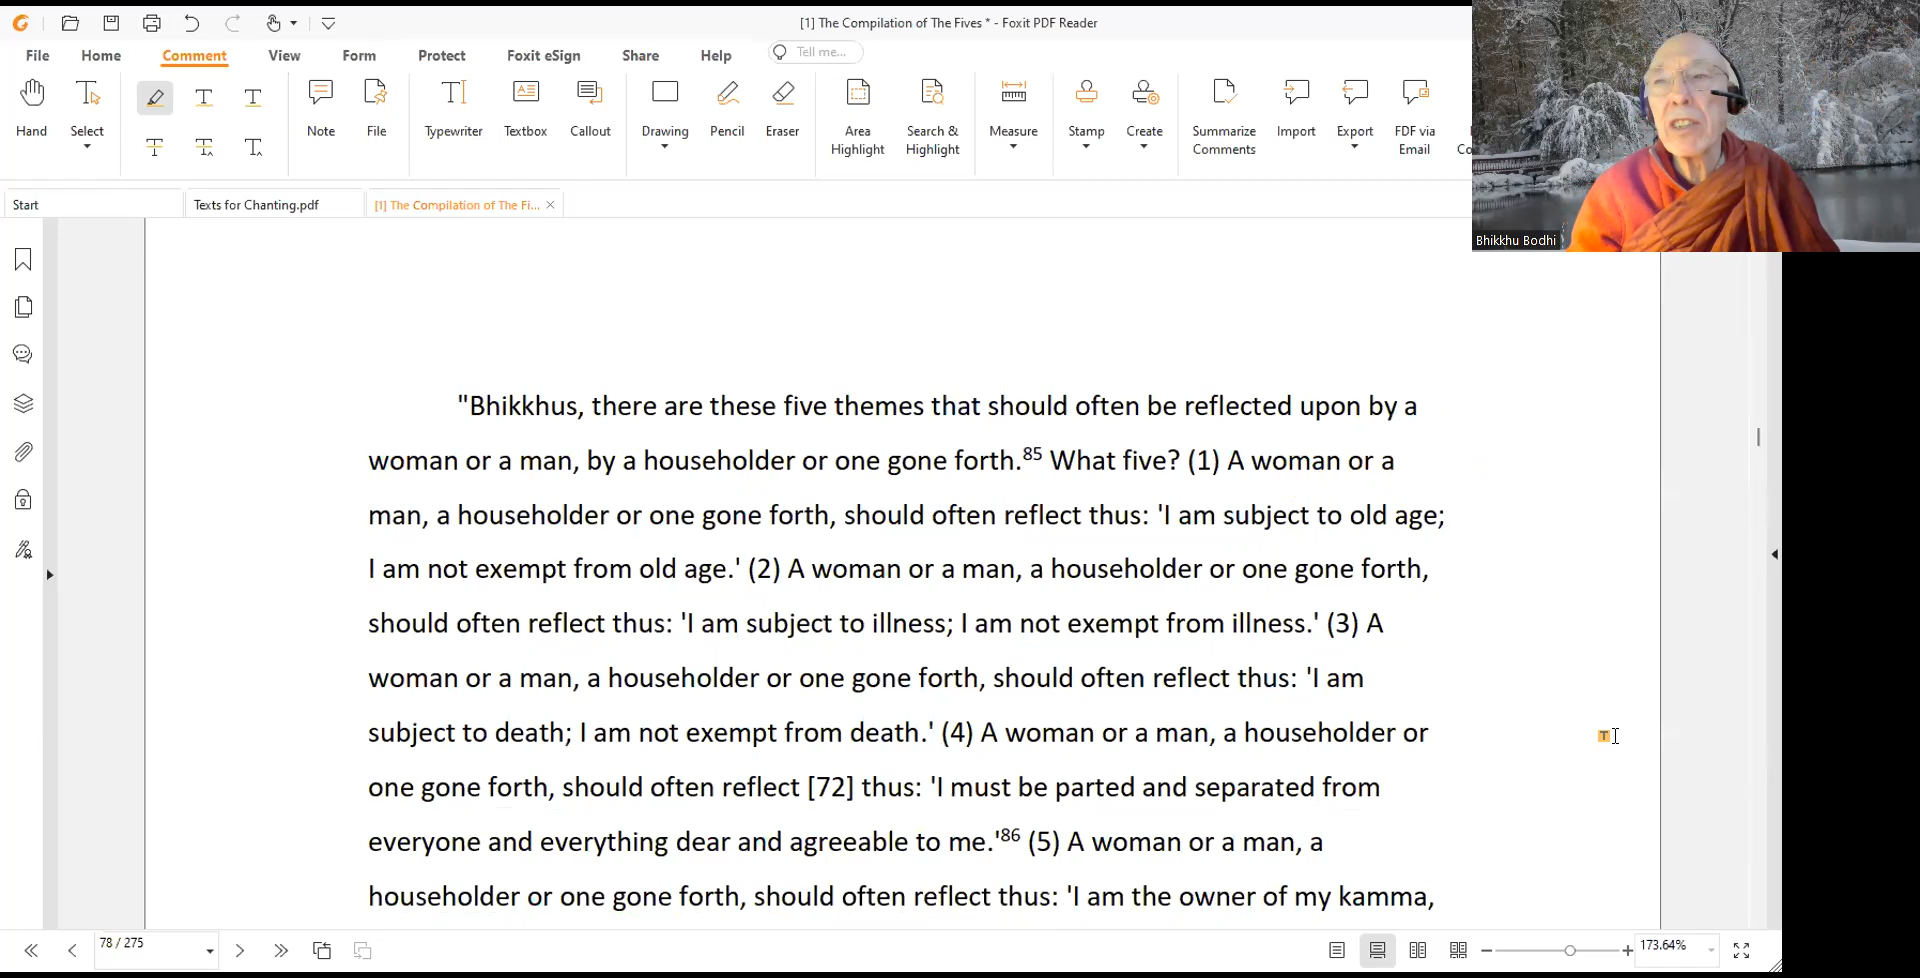 [1] The Compilation of The Fives * - Foxit PDF Reader
File Home Comment View Form Protect Foxit eSign Share Help Tell me...
Hand Select Note File Typewriter Textbox Callout Drawing Pencil Eraser Area Highlight Search & Highlight Measure Stamp Create Summarize Comments Import Export FDF via Email
Start Texts for Chanting.pdf [1] The Compilation of The Fi...
Bhikkhu Bodhi
"Bhikkhus, there are these five themes that should often be reflected upon by a
woman or a man, by a householder or one gone forth.85 What five? (1) A woman or a
man, a householder or one gone forth, should often reflect thus: 'I am subject to old age;
I am not exempt from old age.' (2) A woman or a man, a householder or one gone forth,
should often reflect thus: 'I am subject to illness; I am not exempt from illness.' (3) A
woman or a man, a householder or one gone forth, should often reflect thus: 'I am
subject to death; I am not exempt from death.' (4) A woman or a man, a householder or
one gone forth, should often reflect [72] thus: 'I must be parted and separated from
everyone and everything dear and agreeable to me.'86 (5) A woman or a man, a
householder or one gone forth, should often reflect thus: 'I am the owner of my kamma,
78 / 275
173.64%